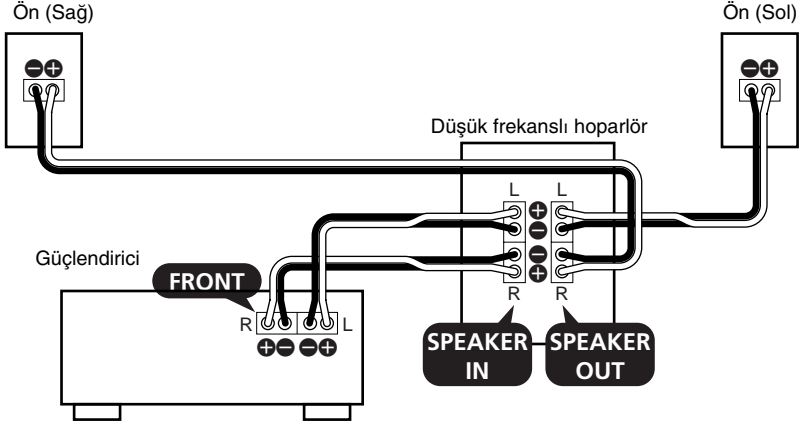 Ön (Sağ)
Ön (Sol)
Düşük frekanslı hoparlör
L L
Güçlendirici
FRONT
R R
R L
SPEAKER
IN
SPEAKER
OUT